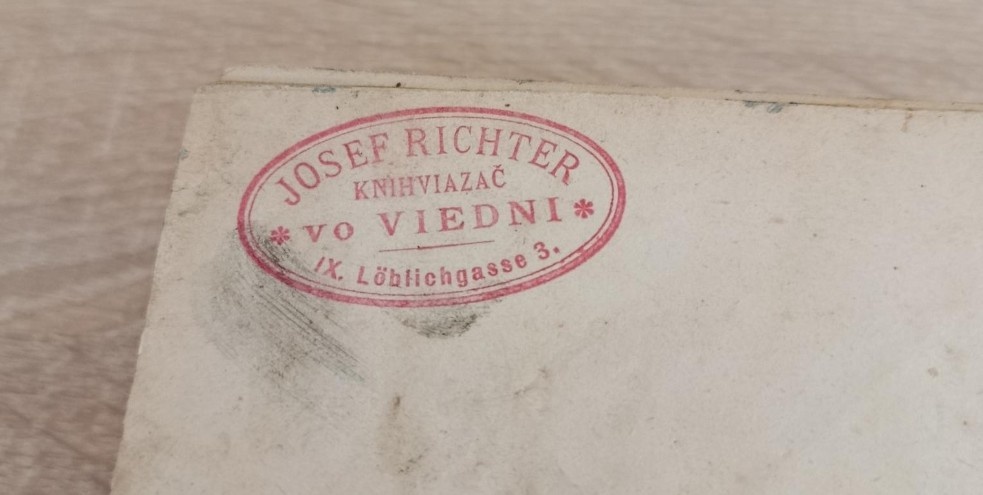 JOSEF RICHTER
KNIHVIAZAČ
* VO VIEDNI *
IX. Löblichgasse 3.